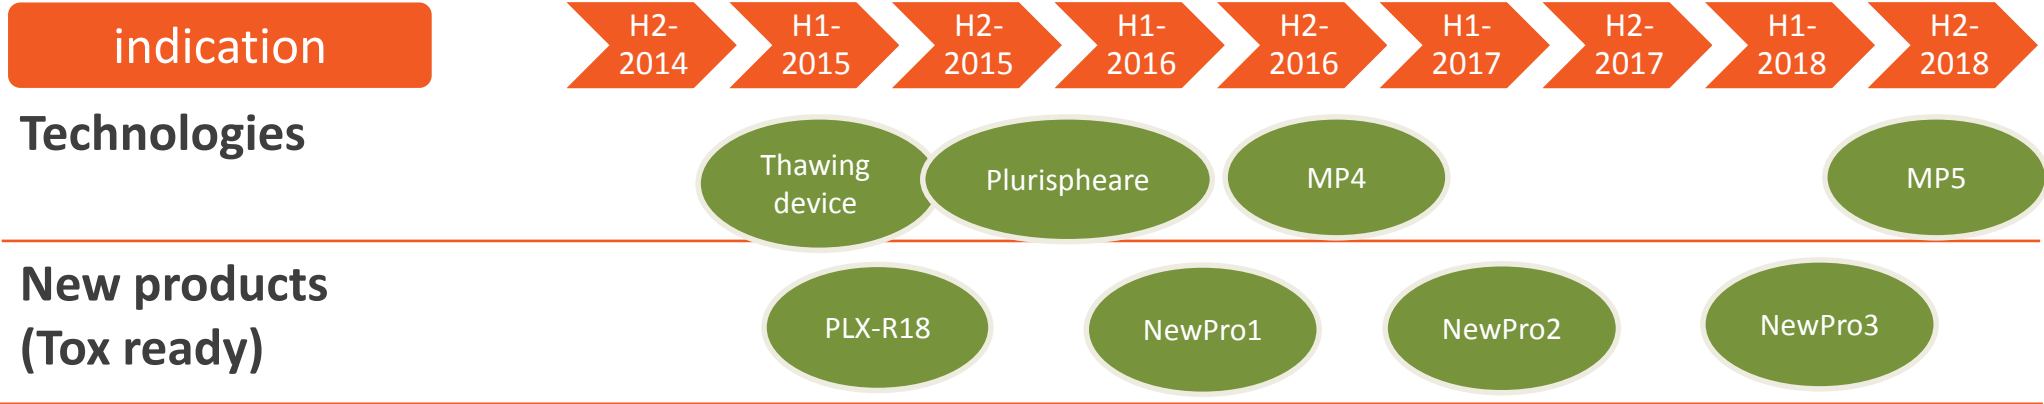 indication
H2-
2014
H1-
2015
H2-
2015
H1-
2016
H2-
2016
H1-
2017
H2-
2017
H1-
2018
H2-
2018
Technologies
Thawing
device
Plurispheare
MP4
MP5
New products
(Tox ready)
PLX-R18
NewPro1
NewPro2
NewPro3